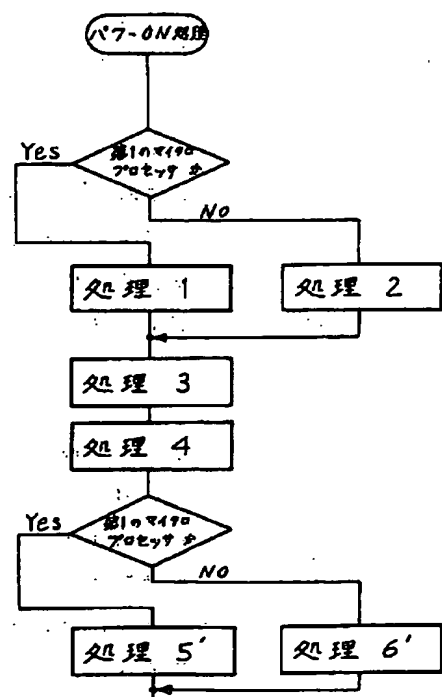 パワーON処理
第1のマイクロ
プロセッサか
Yes
NO
処理 1
処理 2
処理 3
処理 4
第1のマイクロ
プロセッサか
Yes
NO
処理 5'
処理 6'